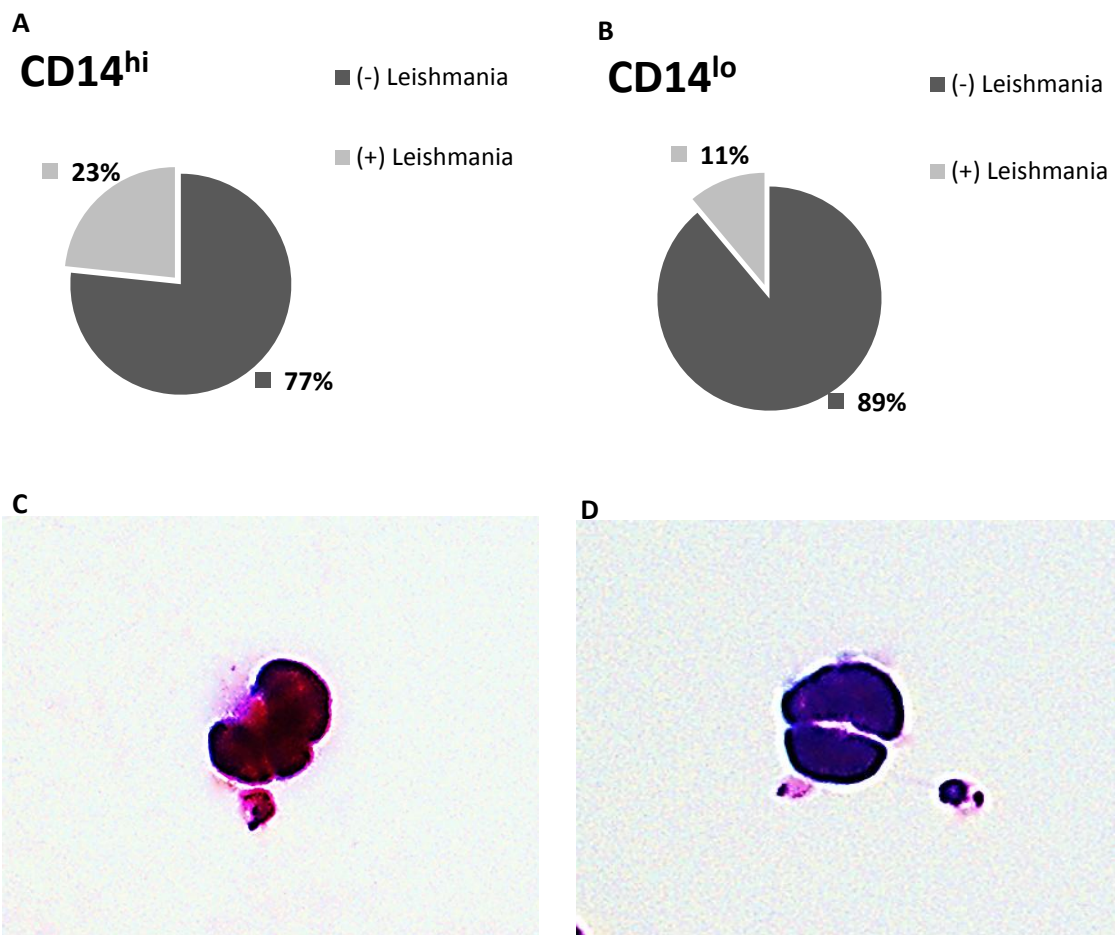 A
CD14hi
(-) Leishmania
(+) Leishmania
23%
77%
B
CD14lo
(-) Leishmania
(+) Leishmania
11%
89%
C
D